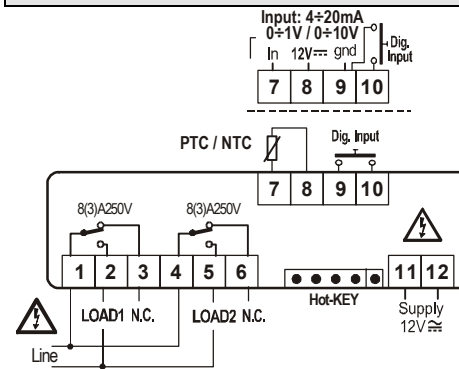 Input: 4÷20mA
0÷1V / 0÷10V
In 12V⎓ gnd
Dig.
Input
7 8 9 10
PTC / NTC
Dig. Input
7 8 9 10
8(3)A250V 8(3)A250V
1 2 3 4 5 6 11 12
LOAD1 N.C. LOAD2 N.C. Hot-KEY Supply
12V≂
Line